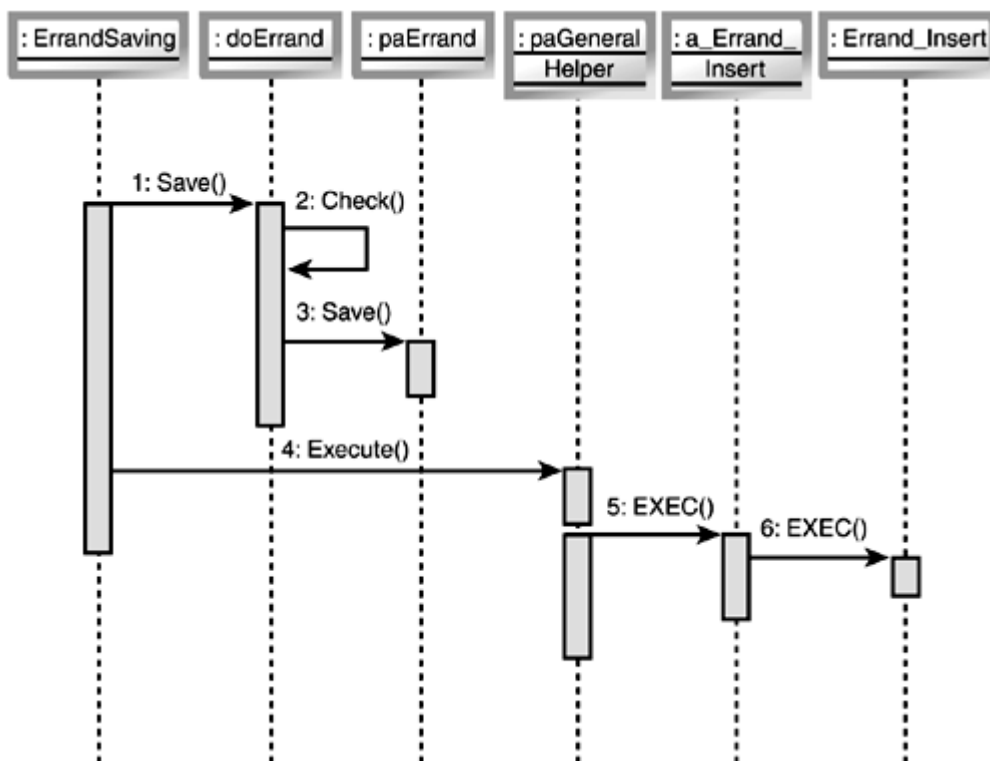 : ErrandSaving
: doErrand
: paErrand
: paGeneral
Helper
: a_Errand_
Insert
: Errand_Insert
1: Save()
2: Check()
3: Save()
4: Execute()
5: EXEC()
6: EXEC()